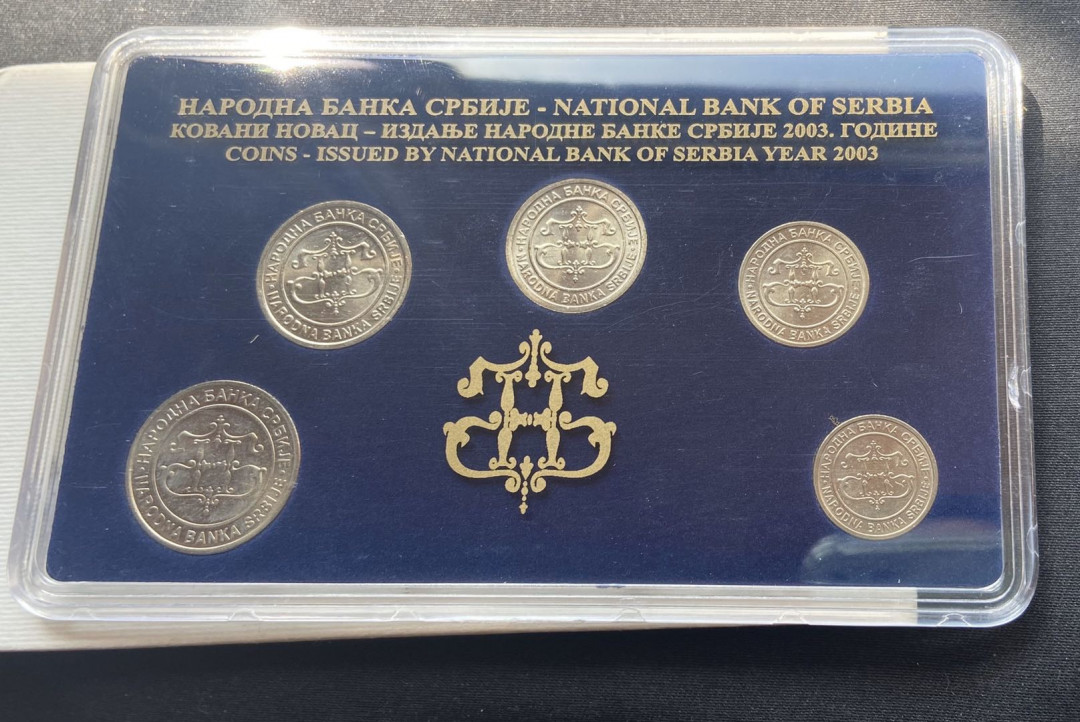 НАРОДНА БАНКА СРБИЈЕ - NATIONAL BANK OF SERBIA
КОВАНИ НОВАЦ – ИЗДАЊЕ НАРОДНЕ БАНКЕ СРБИЈЕ 2003. ГОДИНЕ
COINS - ISSUED BY NATIONAL BANK OF SERBIA YEAR 2003
НАРОДНА БАНКА СРБИЈЕ
NARODNA BANKA SRBIJE
НАРОДНА БАНКА СРБИЈЕ
NARODNA BANKA SRBIJE
НАРОДНА БАНКА СРБИЈЕ
NARODNA BANKA SRBIJE
НАРОДНА БАНКА СРБИЈЕ
NARODNA BANKA SRBIJE
НАРОДНА БАНКА СРБИЈЕ
NARODNA BANKA SRBIJE